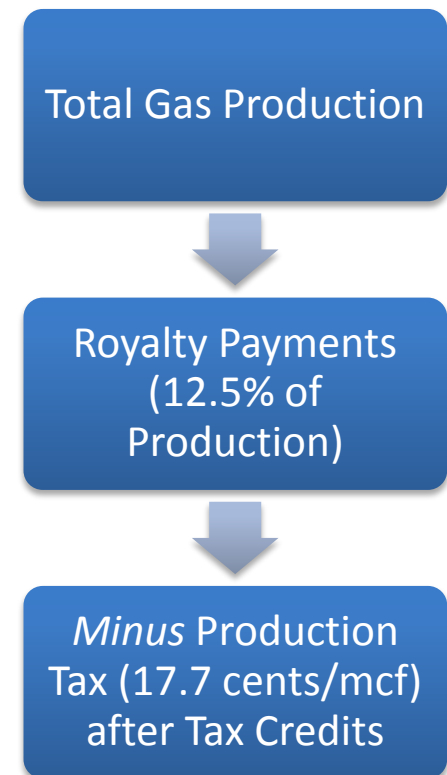 Total Gas Production
Royalty Payments
(12.5% of
Production)
Minus Production
Tax (17.7 cents/mcf)
after Tax Credits